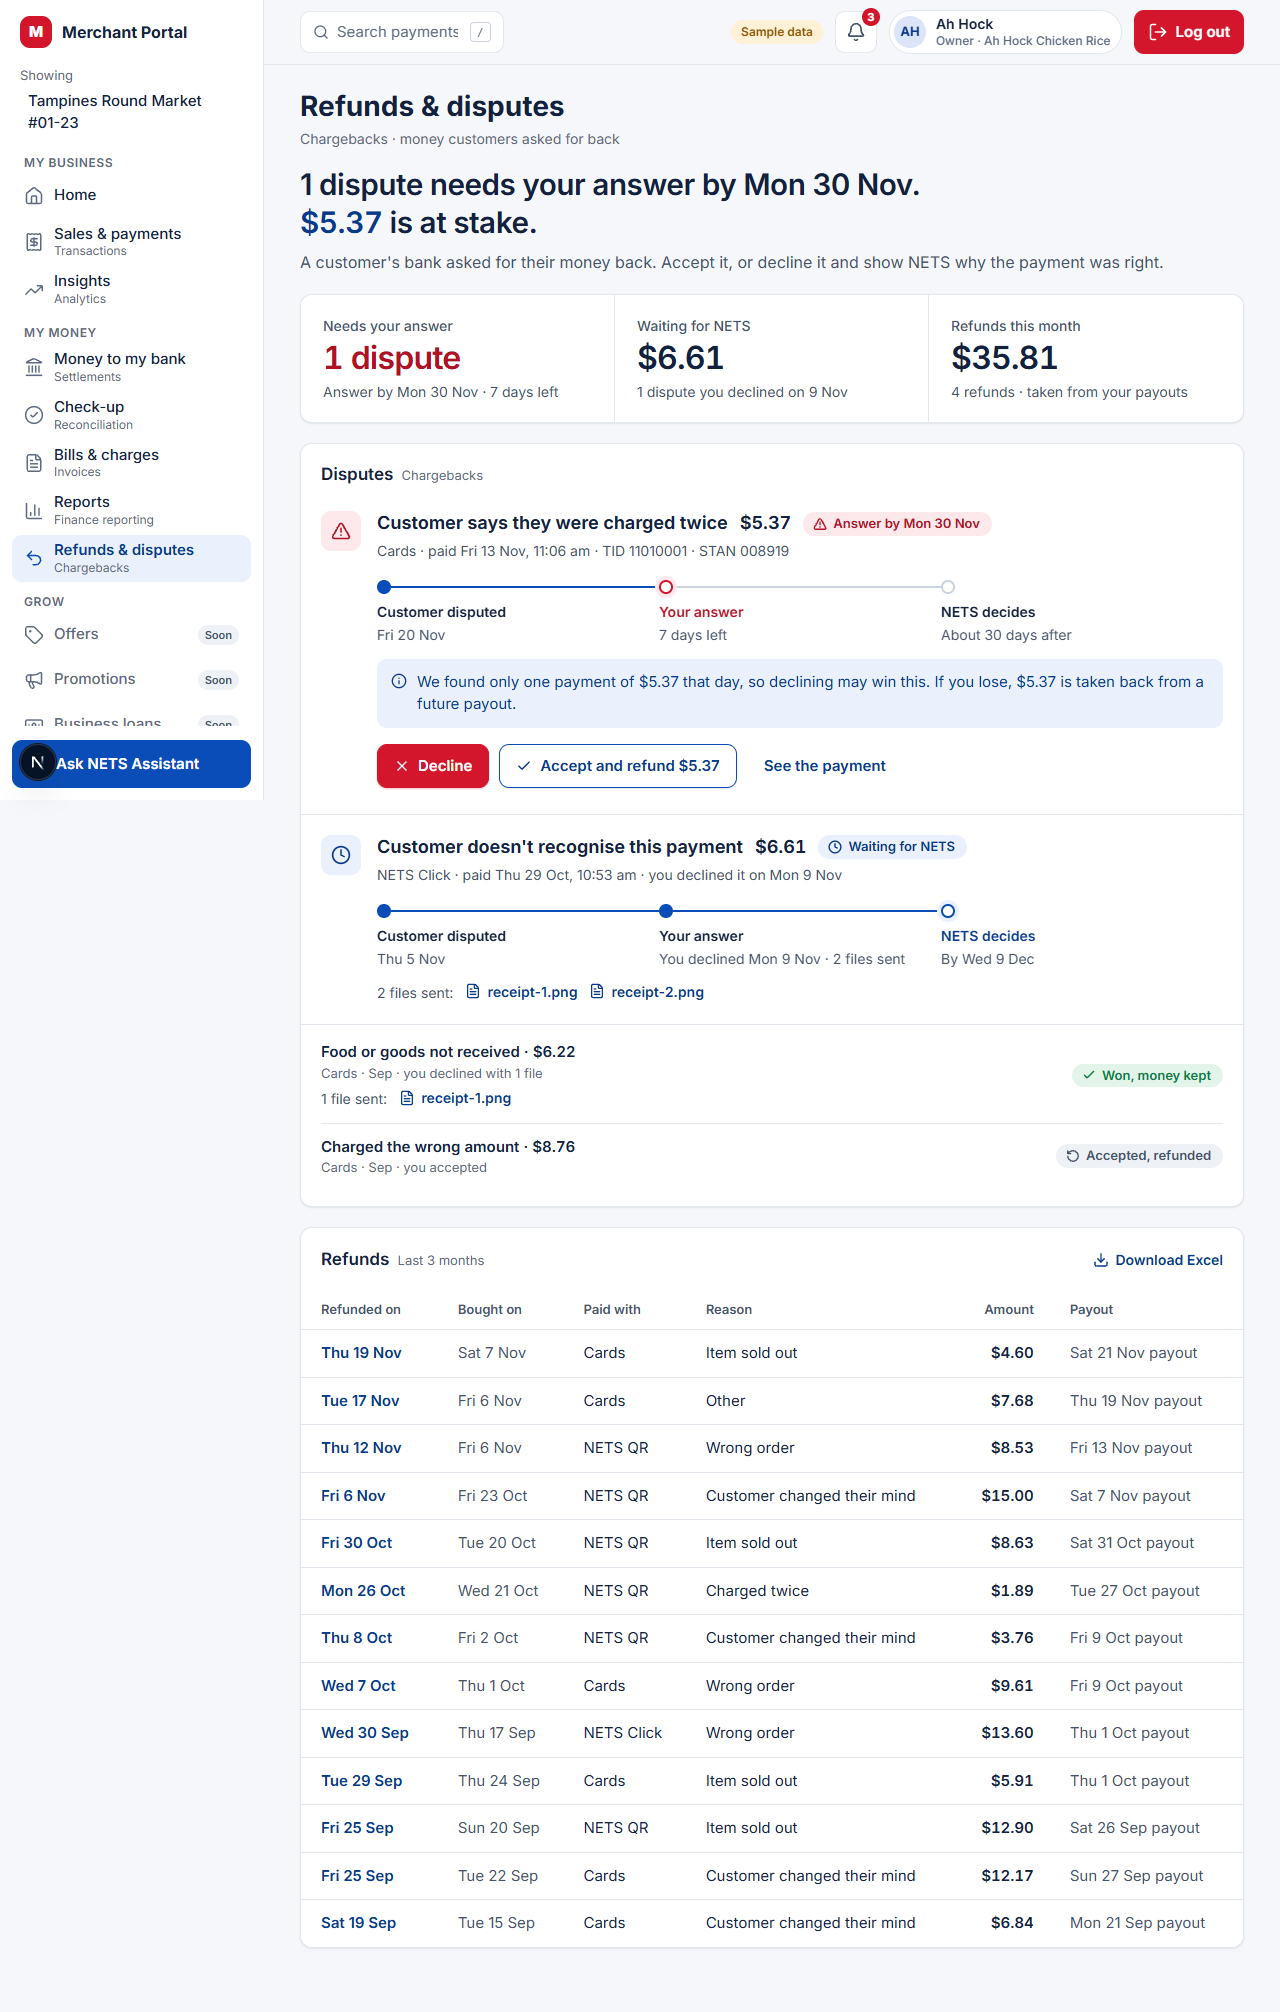 M Merchant Portal
Showing
Tampines Round Market
#01-23
MY BUSINESS
Home
Sales & payments
Transactions
Insights
Analytics
MY MONEY
Money to my bank
Settlements
Check-up
Reconciliation
Bills & charges
Invoices
Reports
Finance reporting
Refunds & disputes
Chargebacks
GROW
Offers Soon
Promotions Soon
Business loans Soon
N Ask NETS Assistant
Search payments /
Sample data
3
AH Ah Hock
Owner · Ah Hock Chicken Rice
Log out
Refunds & disputes
Chargebacks · money customers asked for back
1 dispute needs your answer by Mon 30 Nov.
$5.37 is at stake.
A customer's bank asked for their money back. Accept it, or decline it and show NETS why the payment was right.
Needs your answer
1 dispute
Answer by Mon 30 Nov · 7 days left
Waiting for NETS
$6.61
1 dispute you declined on 9 Nov
Refunds this month
$35.81
4 refunds · taken from your payouts
Disputes Chargebacks
Customer says they were charged twice $5.37 Answer by Mon 30 Nov
Cards · paid Fri 13 Nov, 11:06 am · TID 11010001 · STAN 008919
Customer disputed Your answer NETS decides
Fri 20 Nov 7 days left About 30 days after
We found only one payment of $5.37 that day, so declining may win this. If you lose, $5.37 is taken back from a
future payout.
Decline Accept and refund $5.37 See the payment
Customer doesn't recognise this payment $6.61 Waiting for NETS
NETS Click · paid Thu 29 Oct, 10:53 am · you declined it on Mon 9 Nov
Customer disputed Your answer NETS decides
Thu 5 Nov You declined Mon 9 Nov · 2 files sent By Wed 9 Dec
2 files sent: receipt-1.png receipt-2.png
Food or goods not received · $6.22
Cards · Sep · you declined with 1 file
1 file sent: receipt-1.png
Won, money kept
Charged the wrong amount · $8.76
Cards · Sep · you accepted
Accepted, refunded
Refunds Last 3 months Download Excel
Refunded on Bought on Paid with Reason Amount Payout
Thu 19 Nov Sat 7 Nov Cards Item sold out $4.60 Sat 21 Nov payout
Tue 17 Nov Fri 6 Nov Cards Other $7.68 Thu 19 Nov payout
Thu 12 Nov Fri 6 Nov NETS QR Wrong order $8.53 Fri 13 Nov payout
Fri 6 Nov Fri 23 Oct NETS QR Customer changed their mind $15.00 Sat 7 Nov payout
Fri 30 Oct Tue 20 Oct NETS QR Item sold out $8.63 Sat 31 Oct payout
Mon 26 Oct Wed 21 Oct NETS QR Charged twice $1.89 Tue 27 Oct payout
Thu 8 Oct Fri 2 Oct NETS QR Customer changed their mind $3.76 Fri 9 Oct payout
Wed 7 Oct Thu 1 Oct Cards Wrong order $9.61 Fri 9 Oct payout
Wed 30 Sep Thu 17 Sep NETS Click Wrong order $13.60 Thu 1 Oct payout
Tue 29 Sep Thu 24 Sep Cards Item sold out $5.91 Thu 1 Oct payout
Fri 25 Sep Sun 20 Sep NETS QR Item sold out $12.90 Sat 26 Sep payout
Fri 25 Sep Tue 22 Sep Cards Customer changed their mind $12.17 Sun 27 Sep payout
Sat 19 Sep Tue 15 Sep Cards Customer changed their mind $6.84 Mon 21 Sep payout